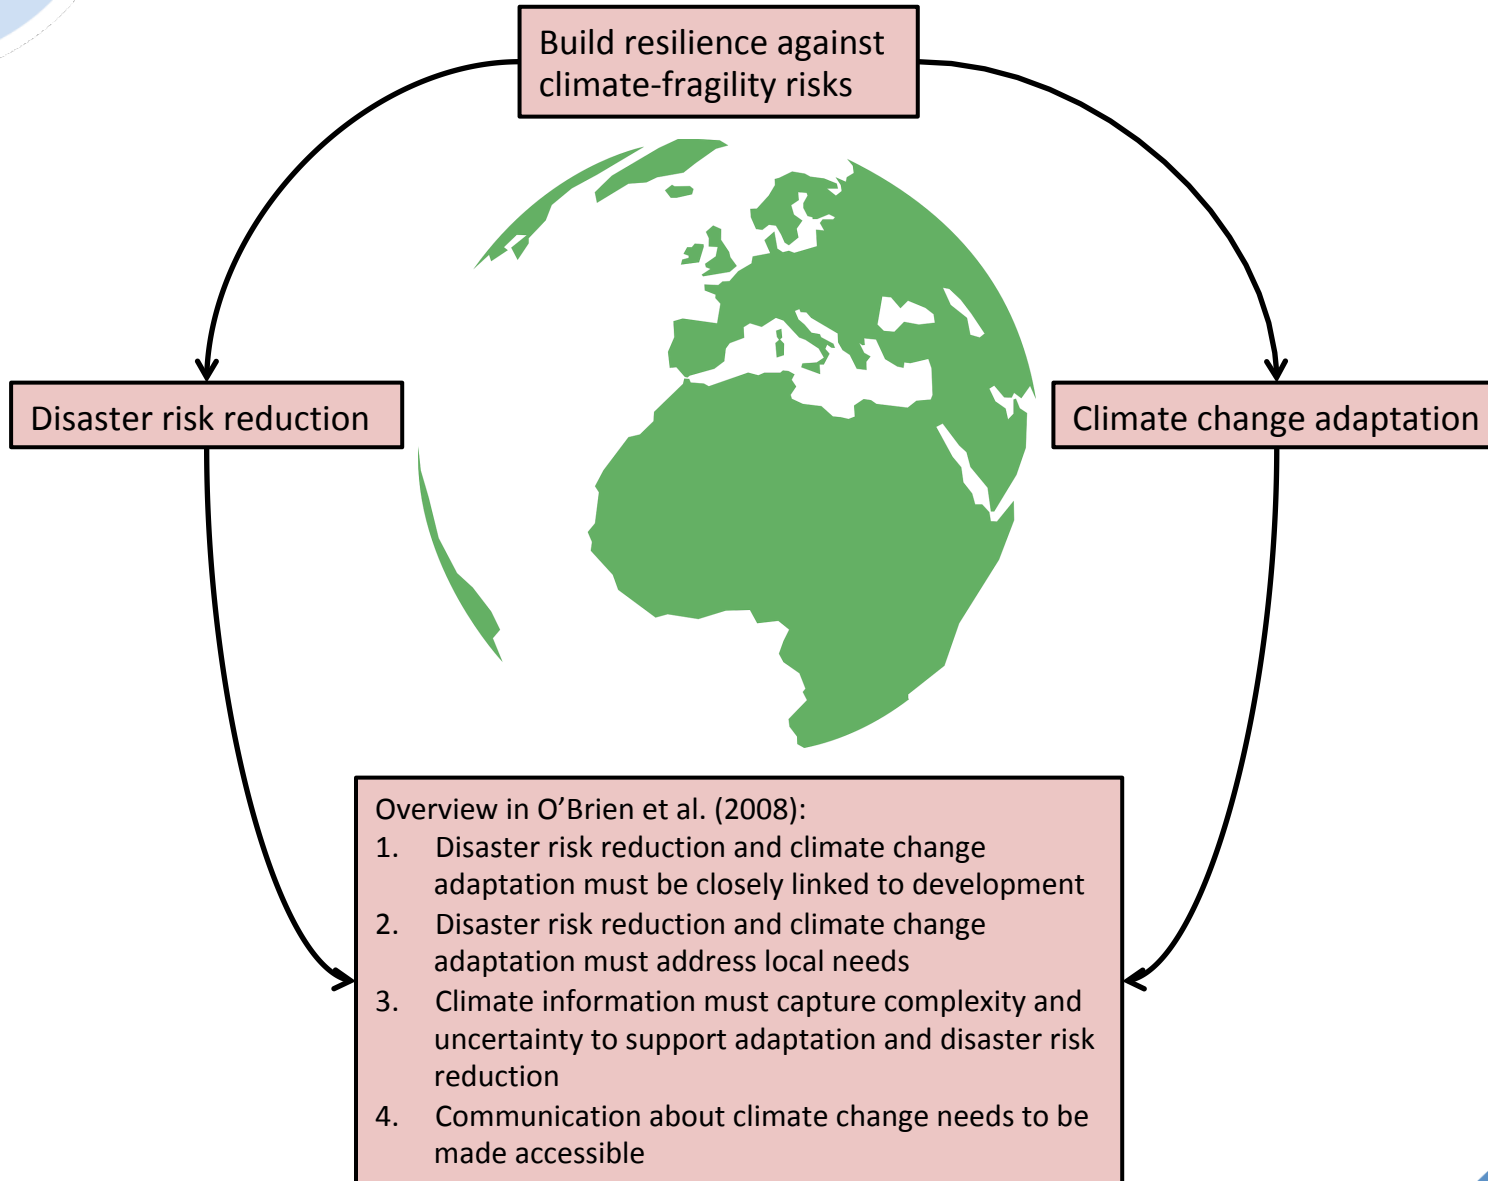 Build resilience against
climate-fragility risks
Disaster risk reduction
Climate change adaptation
Overview in O’Brien et al. (2008):
1. Disaster risk reduction and climate change
adaptation must be closely linked to development
2. Disaster risk reduction and climate change
adaptation must address local needs
3. Climate information must capture complexity and
uncertainty to support adaptation and disaster risk
reduction
4. Communication about climate change needs to be
made accessible